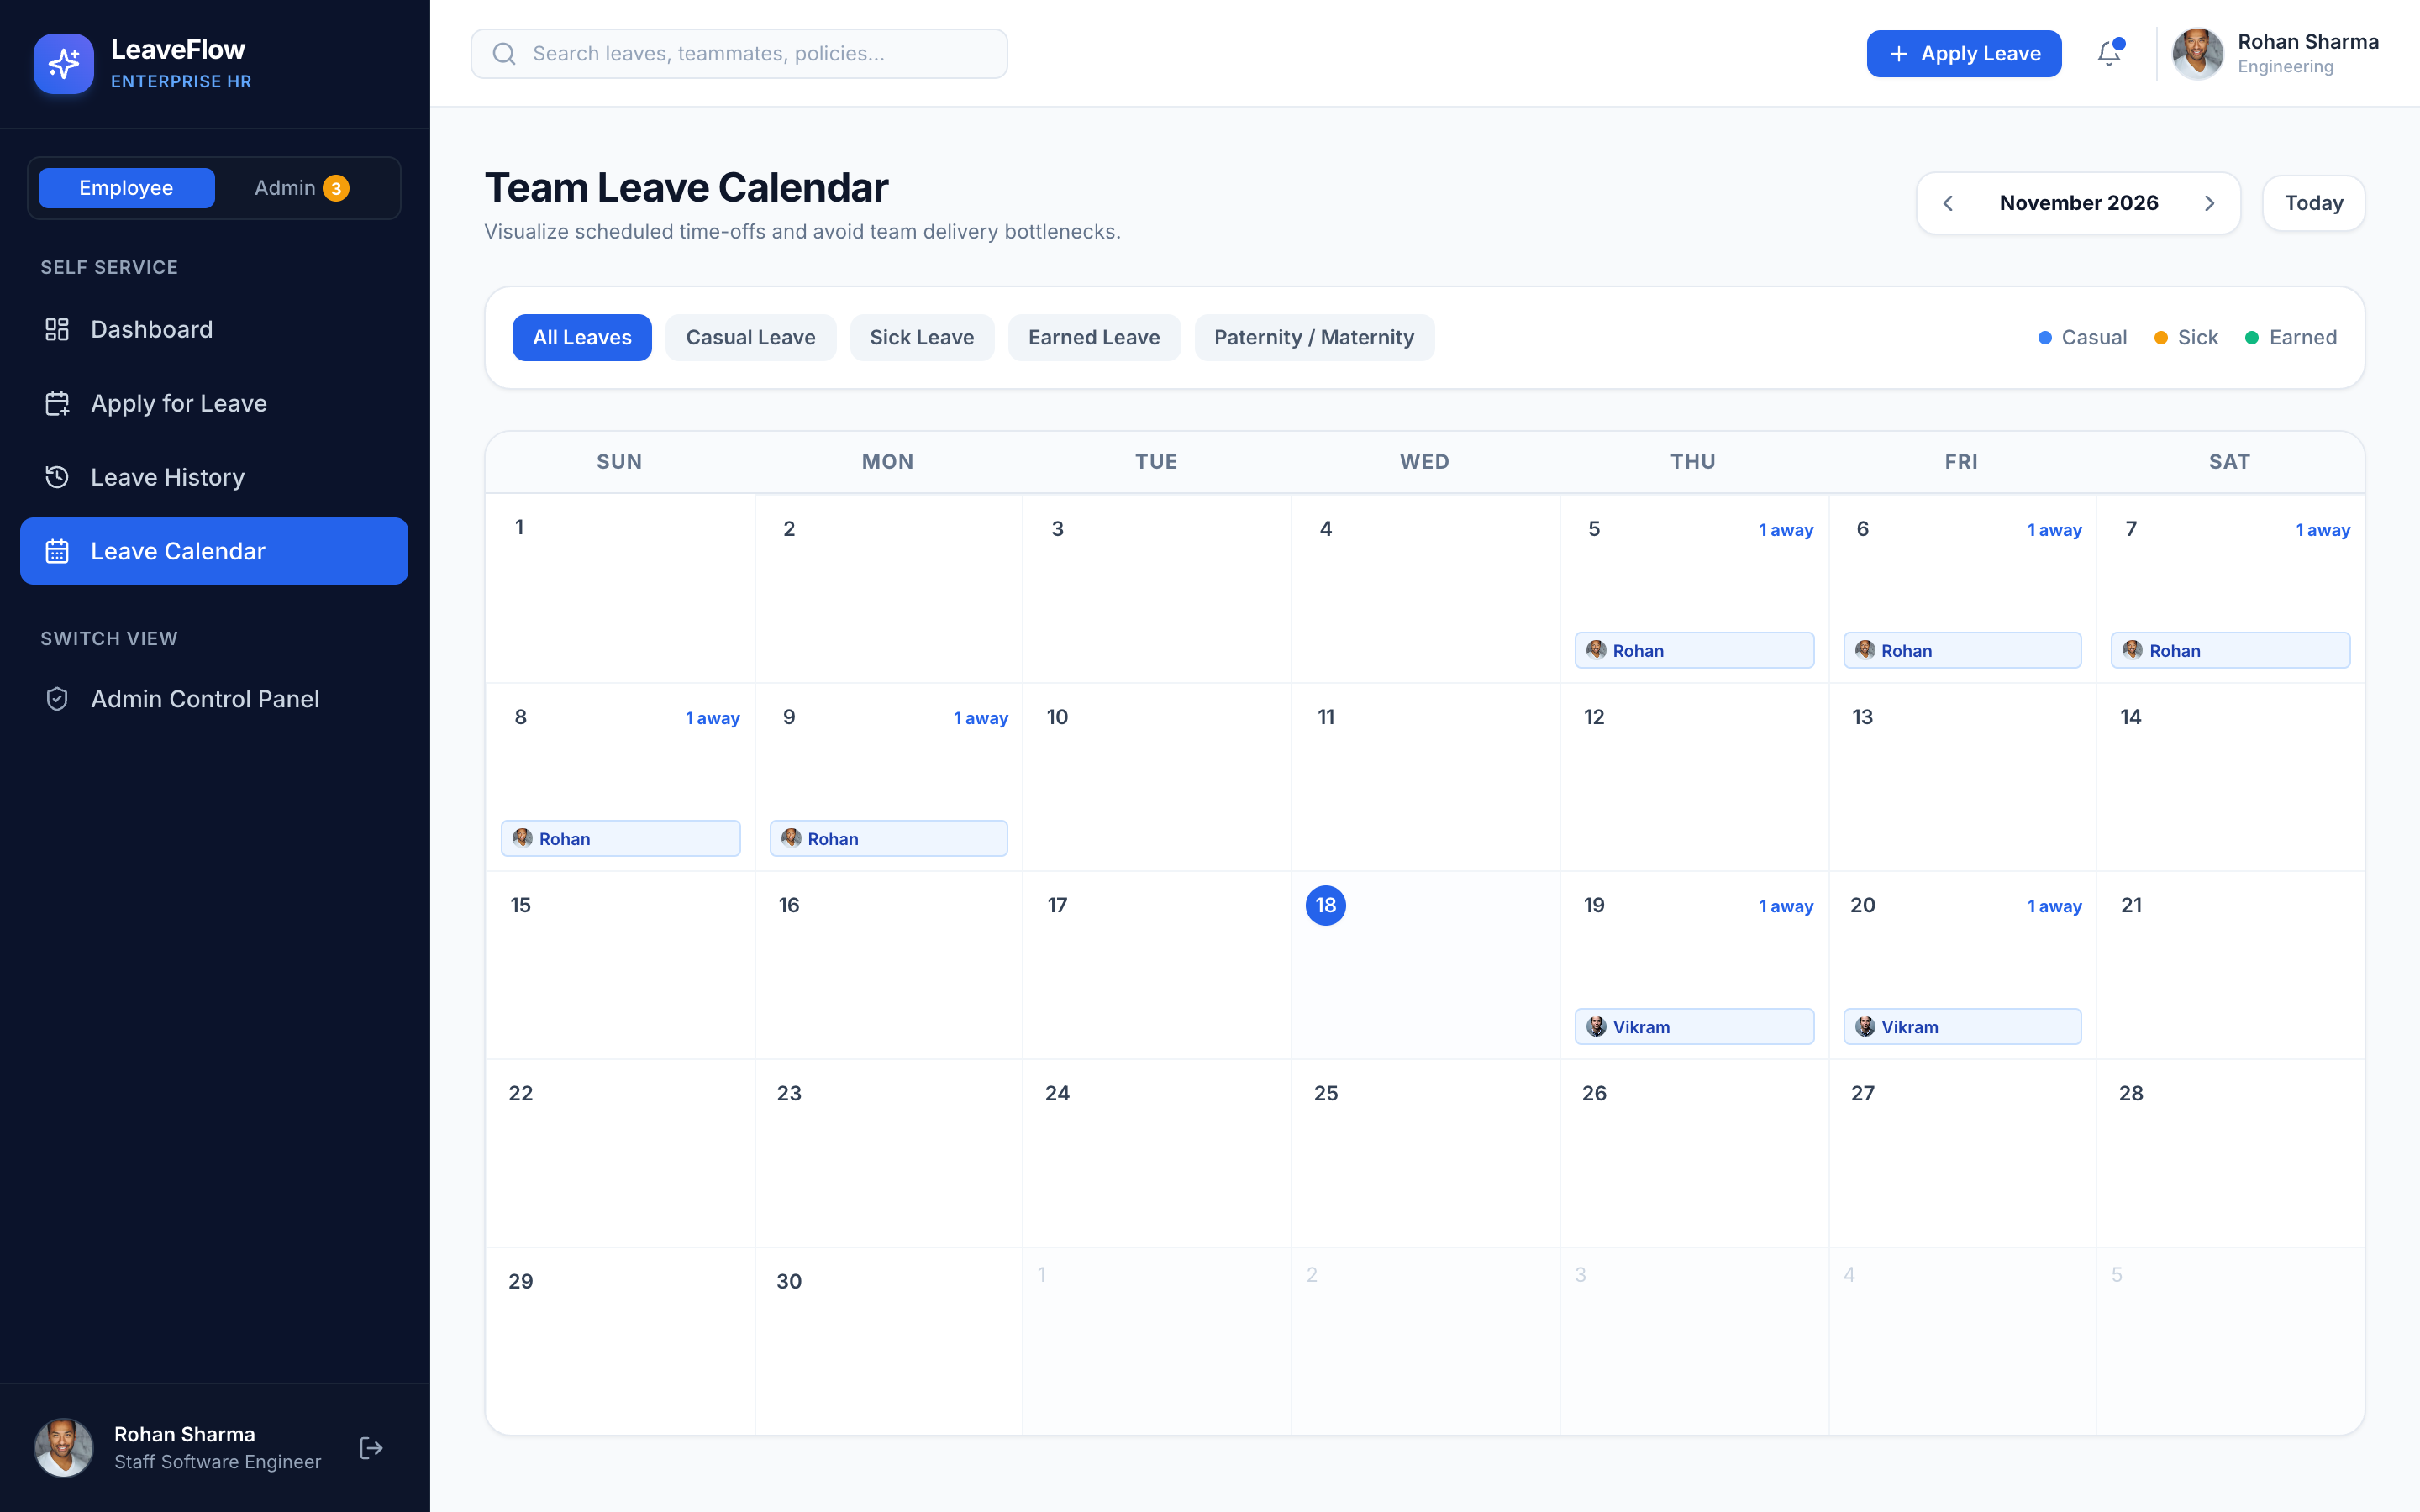 LeaveFlow
ENTERPRISE HR
Employee
Admin 3
SELF SERVICE
Dashboard
Apply for Leave
Leave History
Leave Calendar
SWITCH VIEW
Admin Control Panel
Rohan Sharma
Staff Software Engineer
Search leaves, teammates, policies...
Apply Leave
Rohan Sharma
Engineering
Team Leave Calendar
Visualize scheduled time-offs and avoid team delivery bottlenecks.
November 2026
Today
All Leaves
Casual Leave
Sick Leave
Earned Leave
Paternity / Maternity
Casual
Sick
Earned
SUN MON TUE WED THU FRI SAT
1 2 3 4 5 1 away 6 1 away 7 1 away
Rohan Rohan Rohan
8 1 away 9 1 away 10 11 12 13 14
Rohan Rohan
15 16 17 18 19 1 away 20 1 away 21
Vikram Vikram
22 23 24 25 26 27 28
29 30 1 2 3 4 5